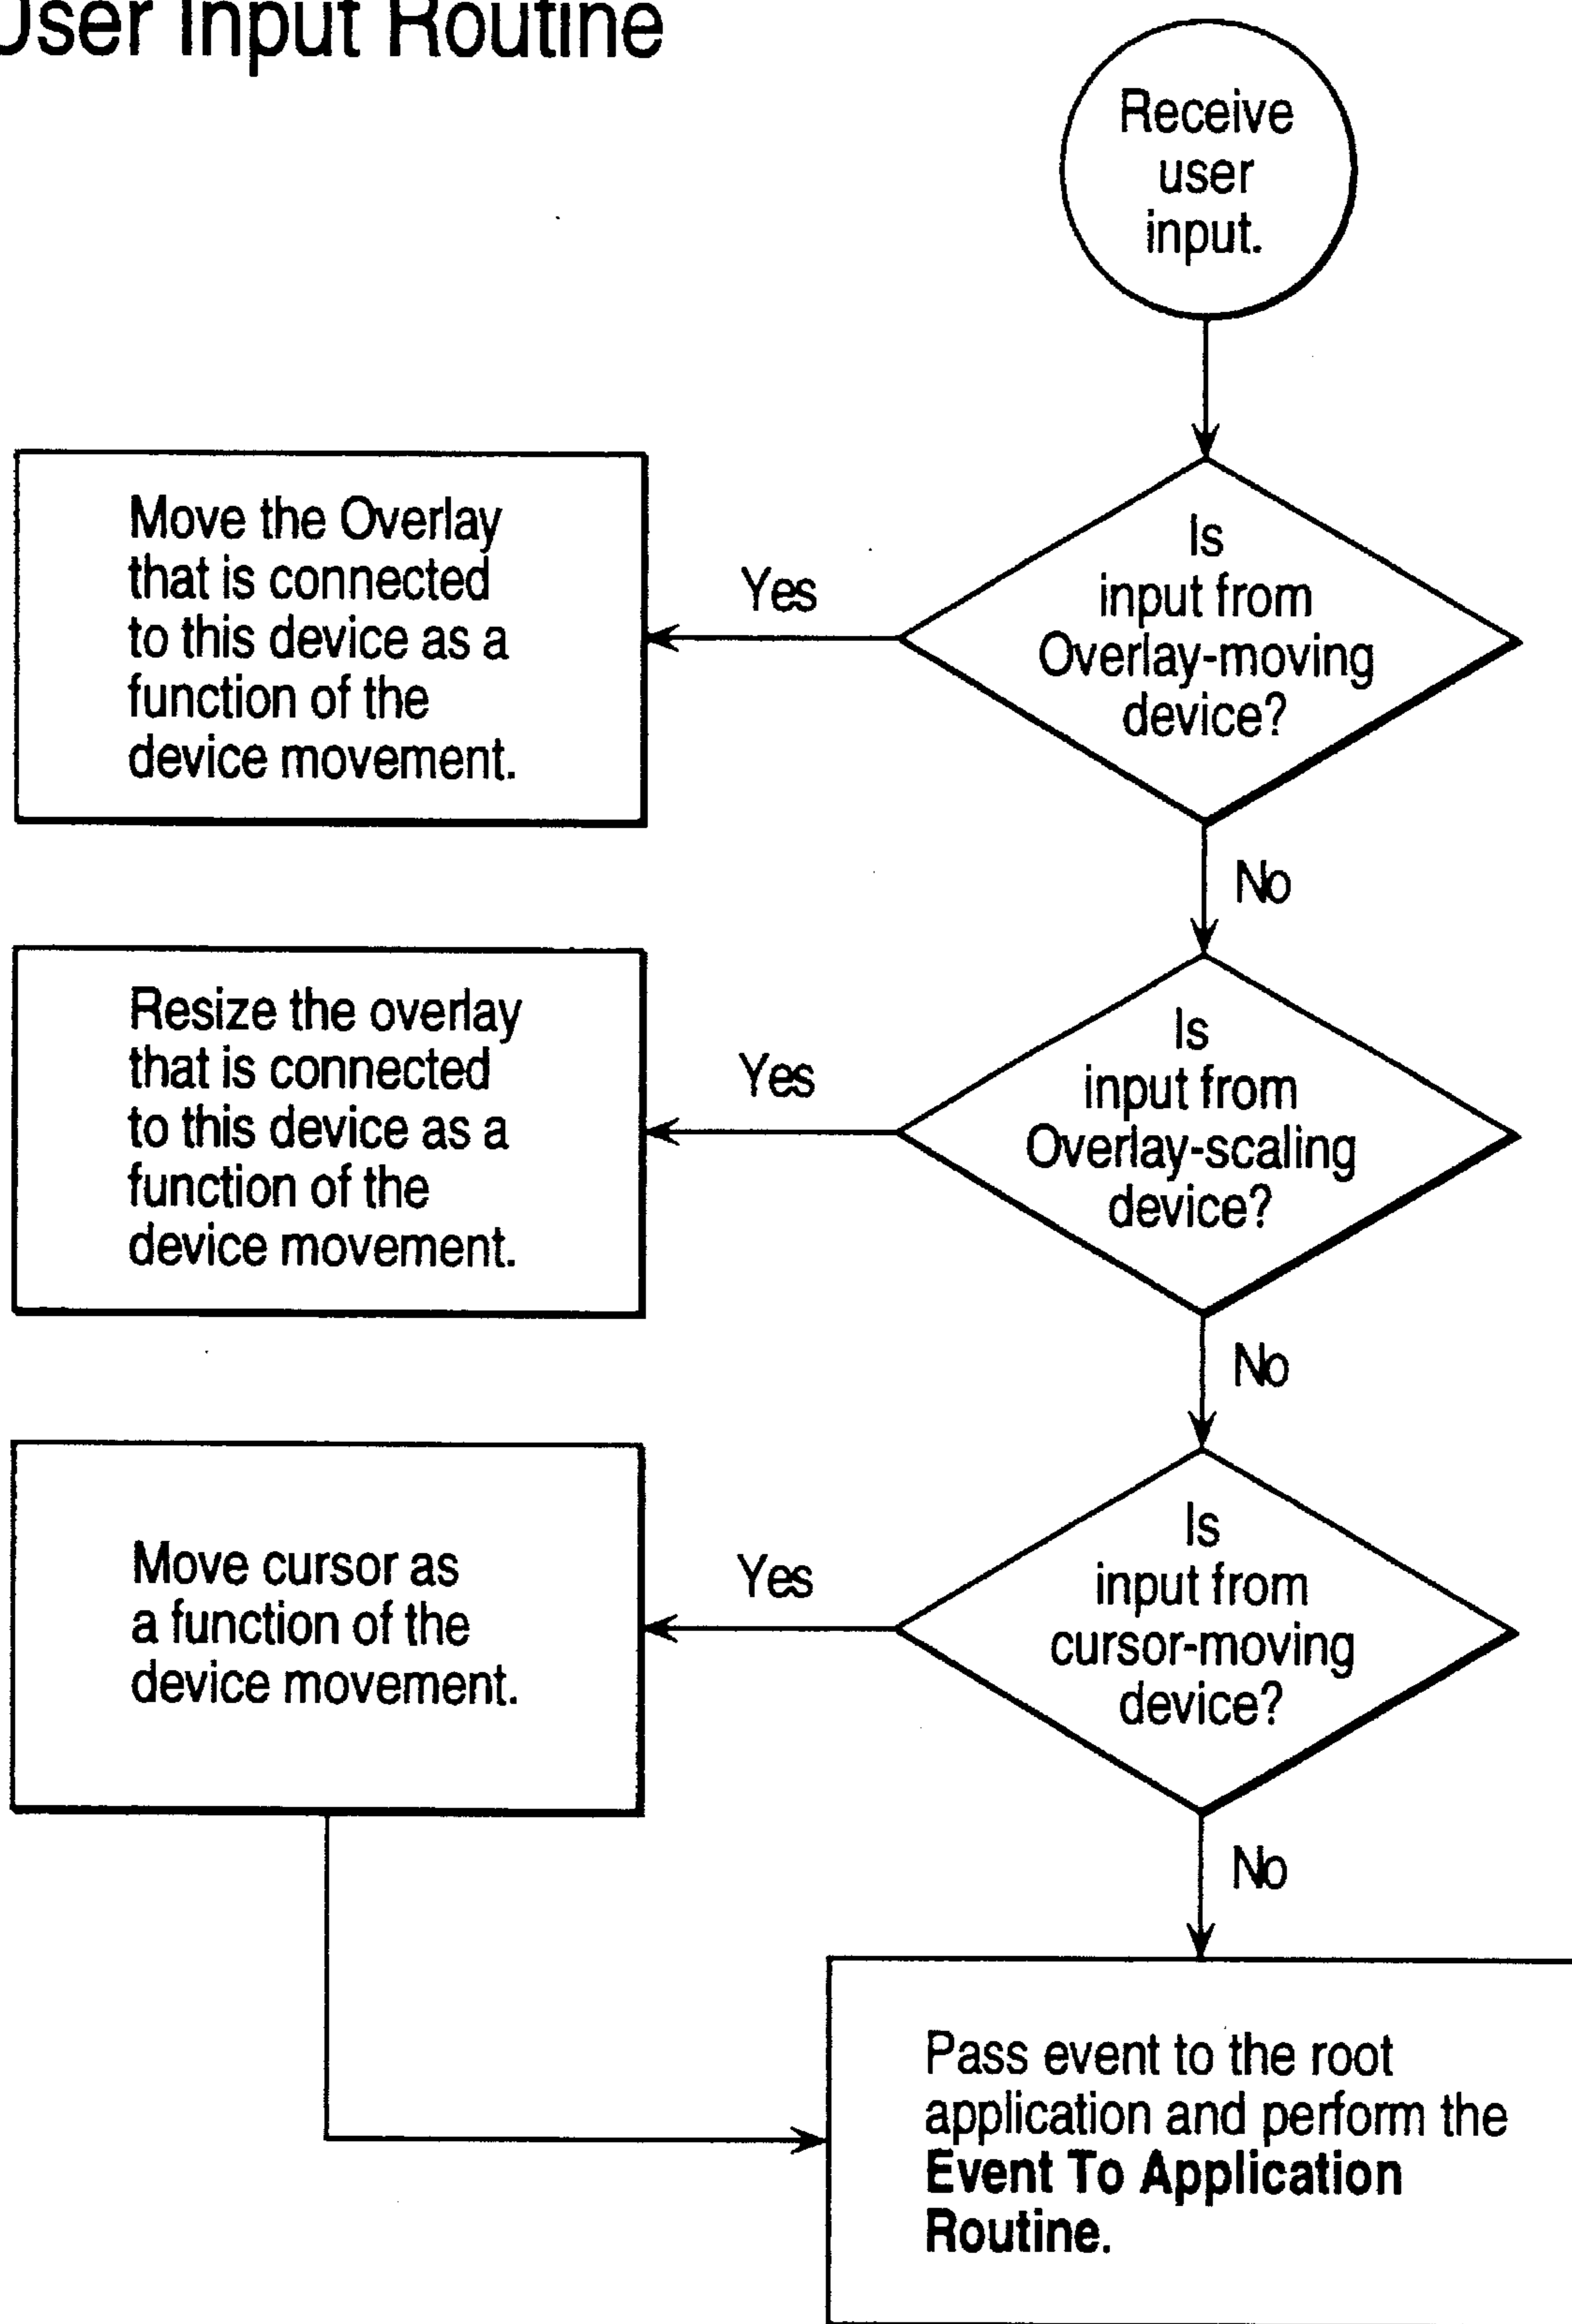 User Input Routine
Receive
user
input.
Is
input from
Overlay-moving
device?
Yes
Move the Overlay
that is connected
to this device as a
function of the
device movement.
No
Is
input from
Overlay-scaling
device?
Yes
Resize the overlay
that is connected
to this device as a
function of the
device movement.
No
Is
input from
cursor-moving
device?
Yes
Move cursor as
a function of the
device movement.
No
Pass event to the root
application and perform the
Event To Application
Routine.